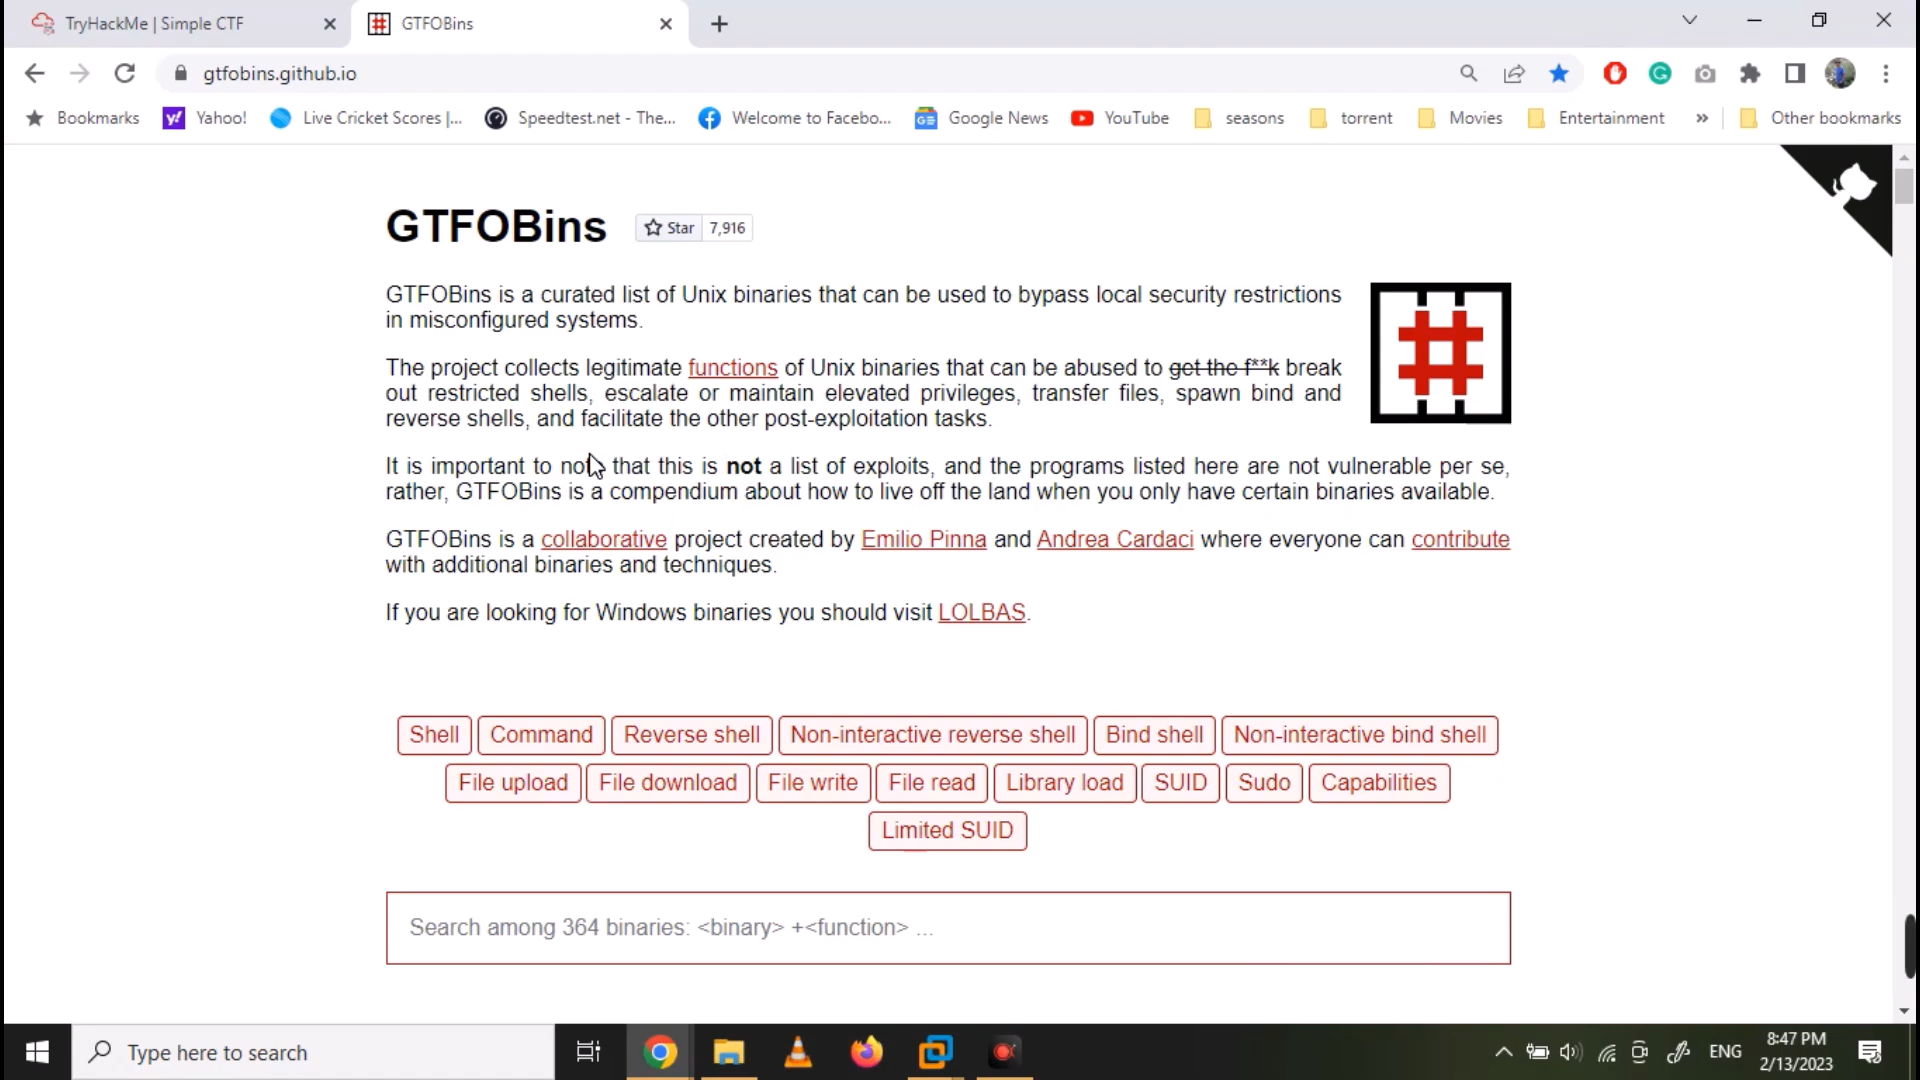 TryHackMe | Simple CTF
GTFOBins
gtfobins.github.io
Bookmarks
Yahoo!
Live Cricket Scores |...
Speedtest.net - The...
Welcome to Facebo...
Google News
YouTube
seasons
torrent
Movies
Entertainment
»
Other bookmarks
GTFOBins
Star 7,916
GTFOBins is a curated list of Unix binaries that can be used to bypass local security restrictions
in misconfigured systems.
The project collects legitimate functions of Unix binaries that can be abused to get the f**k break
out restricted shells, escalate or maintain elevated privileges, transfer files, spawn bind and
reverse shells, and facilitate the other post-exploitation tasks.
It is important to not that this is not a list of exploits, and the programs listed here are not vulnerable per se,
rather, GTFOBins is a compendium about how to live off the land when you only have certain binaries available.
GTFOBins is a collaborative project created by Emilio Pinna and Andrea Cardaci where everyone can contribute
with additional binaries and techniques.
If you are looking for Windows binaries you should visit LOLBAS.
Shell Command Reverse shell Non-interactive reverse shell Bind shell Non-interactive bind shell
File upload File download File write File read Library load SUID Sudo Capabilities
Limited SUID
Search among 364 binaries: <binary> +<function> ...
Type here to search
ENG
8:47 PM
2/13/2023